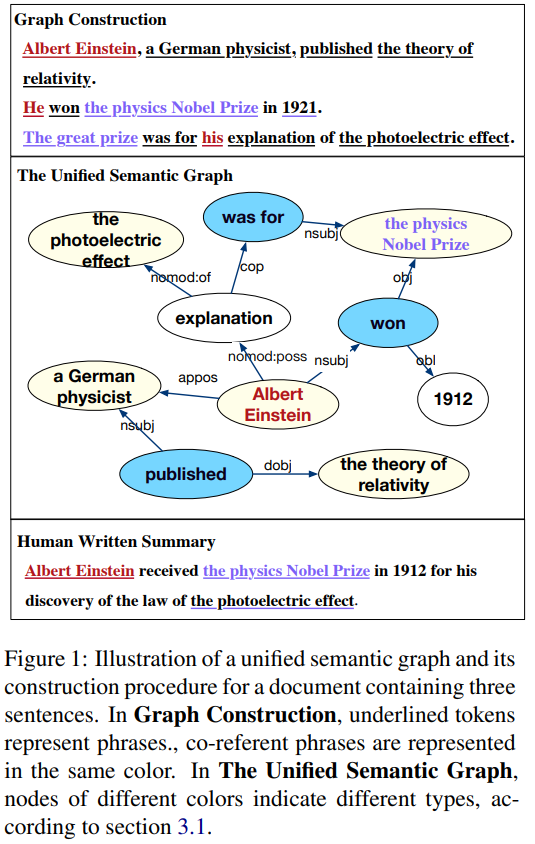 Graph Construction
Albert Einstein, a German physicist, published the theory of
relativity.
He won the physics Nobel Prize in 1921.
The great prize was for his explanation of the photoelectric effect.
The Unified Semantic Graph
the
photoelectric
effect
was for
nsubj
the physics
Nobel Prize
nomod:of
cop
obj
explanation
won
nomod:poss
nsubj
obl
a German
physicist
appos
Albert
Einstein
1912
nsubj
published
dobj
the theory of
relativity
Human Written Summary
Albert Einstein received the physics Nobel Prize in 1912 for his
discovery of the law of the photoelectric effect.
Figure 1: Illustration of a unified semantic graph and its
construction procedure for a document containing three
sentences. In Graph Construction, underlined tokens
represent phrases., co-referent phrases are represented
in the same color. In The Unified Semantic Graph,
nodes of different colors indicate different types, ac-
cording to section 3.1.